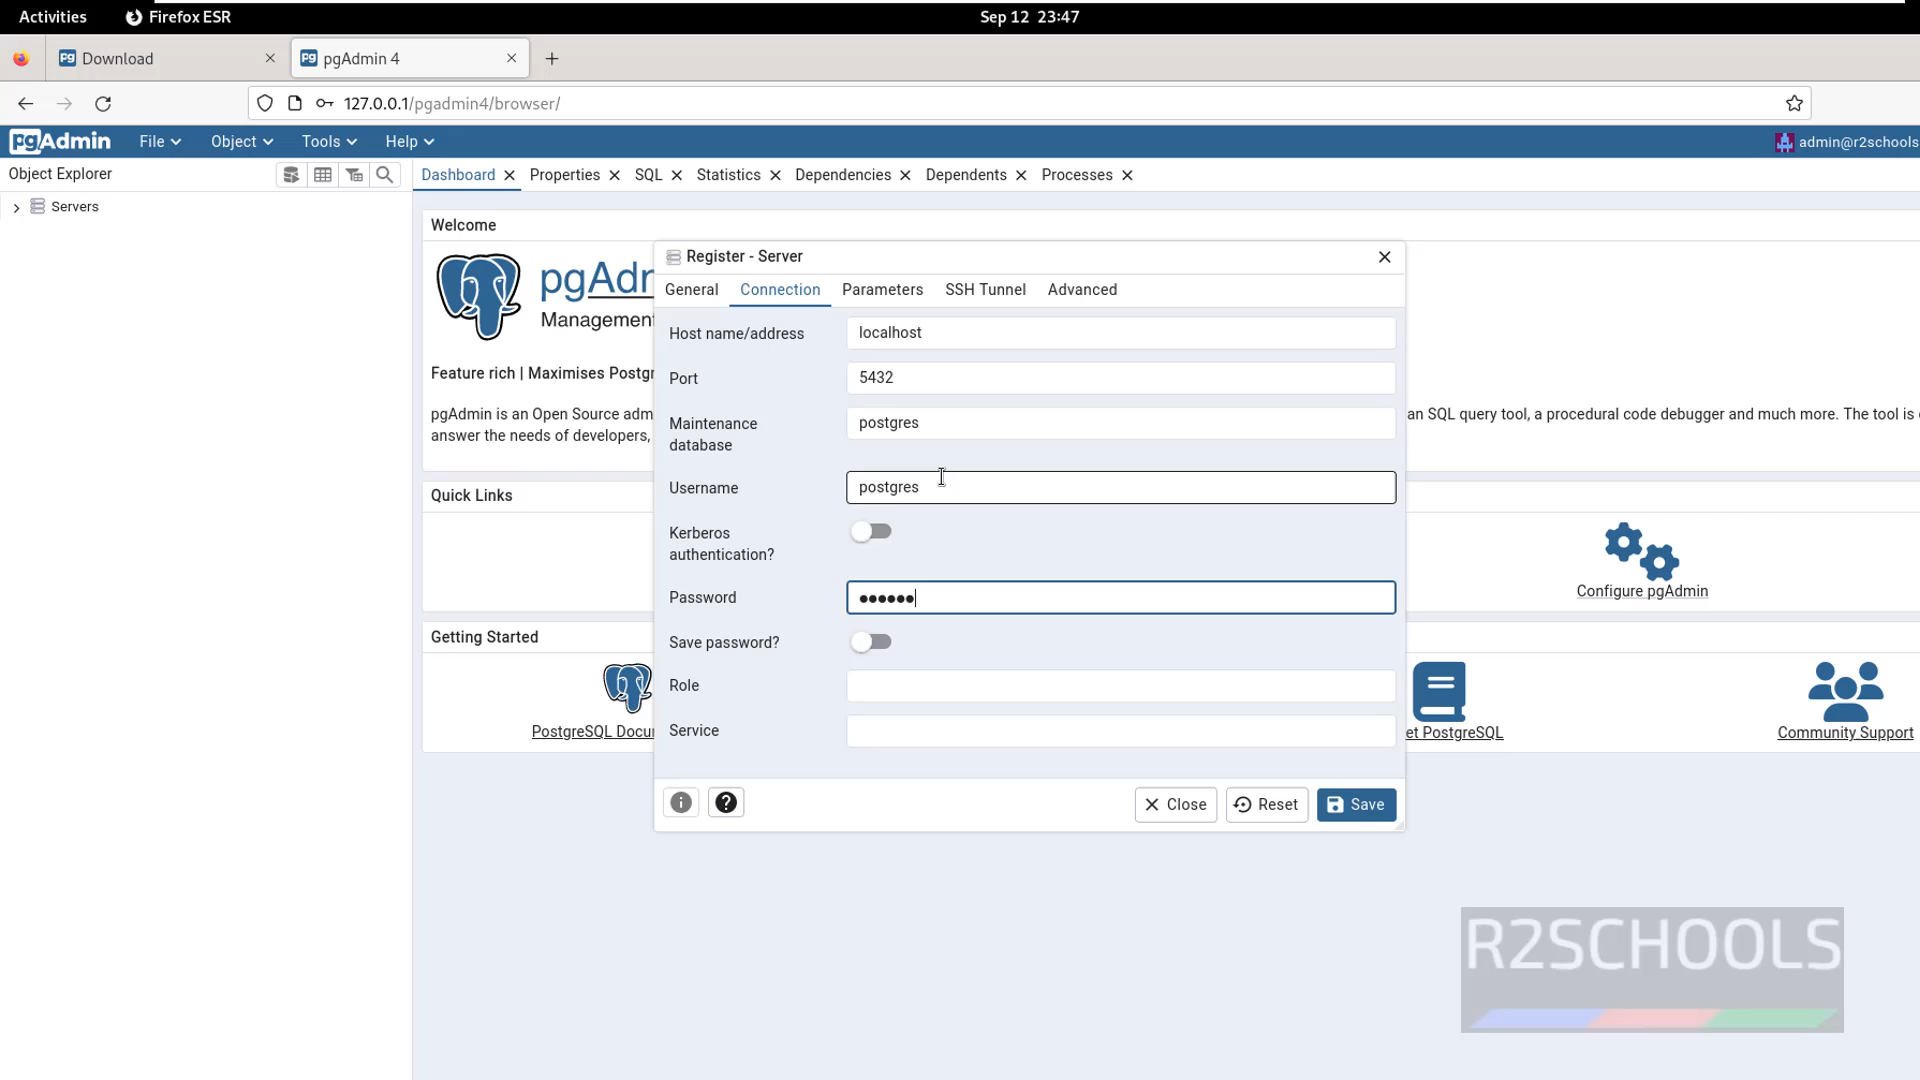 Activities
Firefox ESR
Sep 12 23:47
Download
pgAdmin 4
127.0.0.1/pgadmin4/browser/
pgAdmin
File
Object
Tools
Help
admin@r2schools
Object Explorer
Dashboard
Properties
SQL
Statistics
Dependencies
Dependents
Processes
Servers
Welcome
Register - Server
General
Connection
Parameters
SSH Tunnel
Advanced
Management
Feature rich | Maximises Postgr
pgAdmin is an Open Source adm
an SQL query tool, a procedural code debugger and much more. The tool is
answer the needs of developers,
Host name/address
localhost
Port
5432
Maintenance
database
postgres
Username
postgres
Kerberos
authentication?
Password
••••••
Save password?
Role
Service
Close
Reset
Save
Quick Links
Configure pgAdmin
Getting Started
PostgreSQL Docu
et PostgreSQL
Community Support
R2SCHOOLS